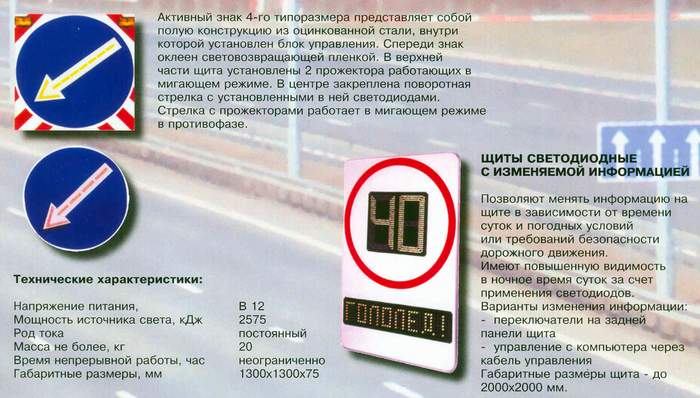 Активный знак 4-го типоразмера представляет собой
полую конструкцию из оцинкованной стали, внутри
которой установлен блок управления. Спереди знак
оклеен световозвращающей пленкой. В верхней
части щита установлены 2 прожектора работающих в
мигающем режиме. В центре закреплена поворотная
стрелка с установленными в ней светодиодами.
Стрелка с прожекторами работает в мигающем режиме
в противофазе.
40
ГОЛОЛЕД!
ЩИТЫ СВЕТОДИОДНЫЕ
С ИЗМЕНЯЕМОЙ ИНФОРМАЦИЕЙ
Позволяют менять информацию на
щите в зависимости от времени
суток и погодных условий
или требований безопасности
дорожного движения.
Имеют повышенную видимость
в ночное время суток за счет
применения светодиодов.
Варианты изменения информации:
- переключатели на задней
панели щита
- управление с компьютера через
кабель управления
Габаритные размеры щита - до
2000х2000 мм.
Технические характеристики:
Напряжение питания, В 12
Мощность источника света, кДж 2575
Род тока постоянный
Масса не более, кг 20
Время непрерывной работы, час неограниченно
Габаритные размеры, мм 1300х1300х75